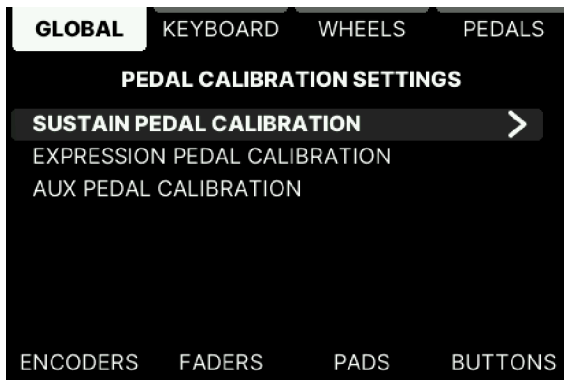 GLOBAL KEYBOARD WHEELS PEDALS
PEDAL CALIBRATION SETTINGS
SUSTAIN PEDAL CALIBRATION
EXPRESSION PEDAL CALIBRATION
AUX PEDAL CALIBRATION
ENCODERS FADERS PADS BUTTONS